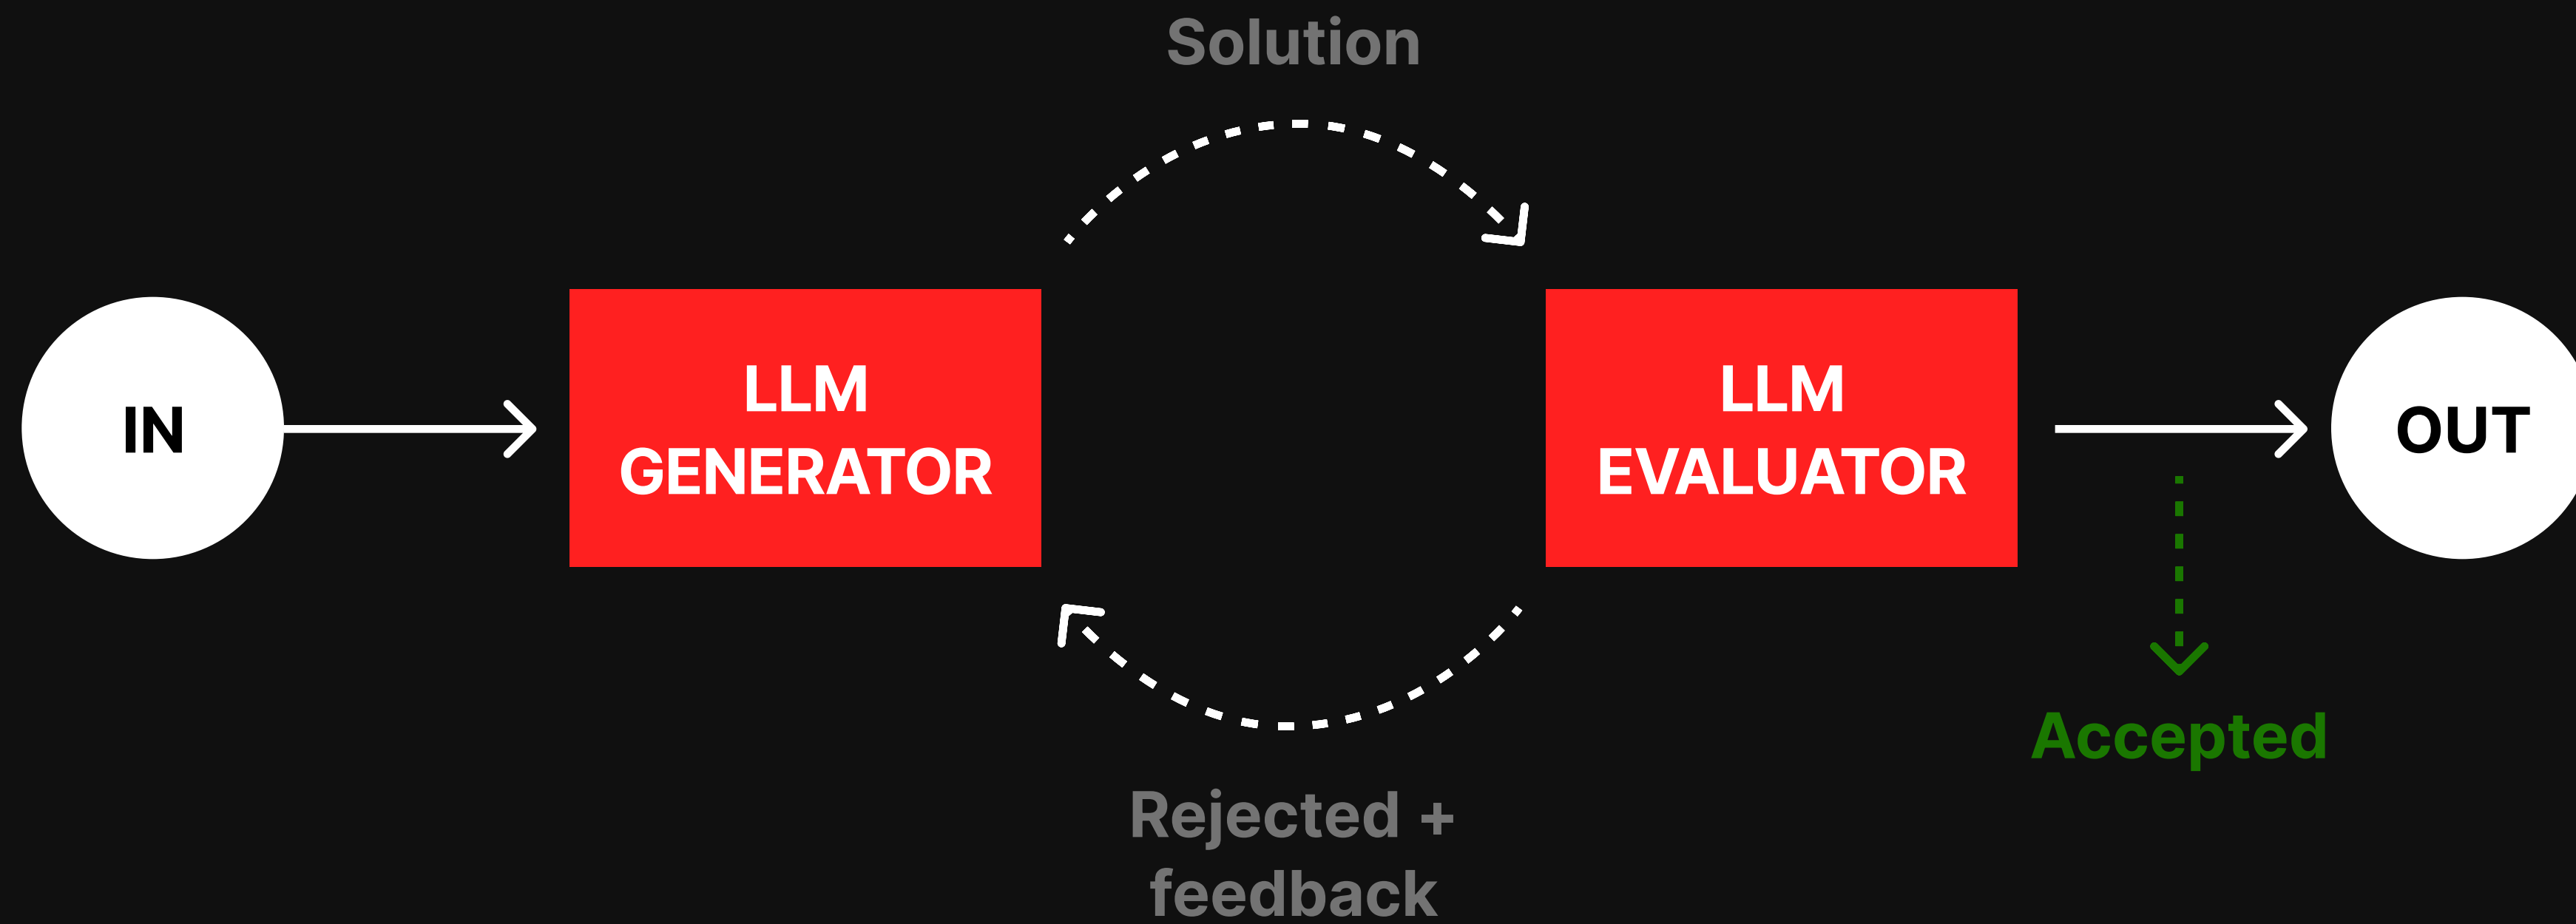 Solution
IN
LLM
GENERATOR
LLM
EVALUATOR
OUT
Accepted
Rejected +
feedback